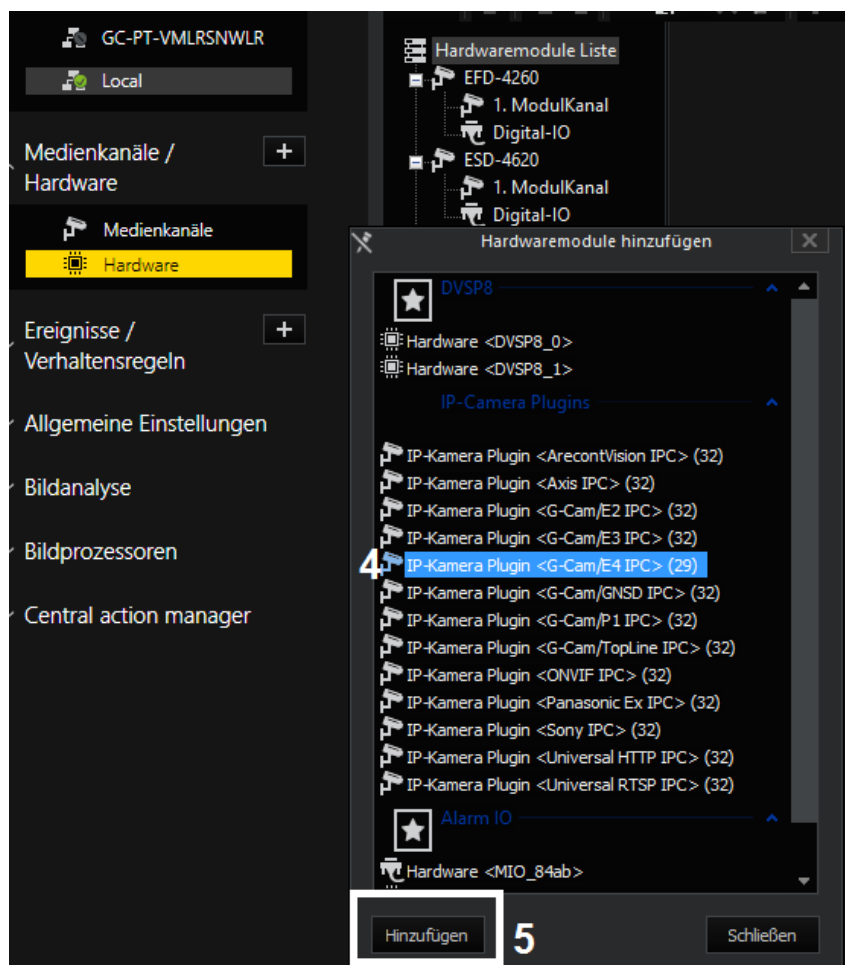 GC-PT-VMLRSNWLR
Local
Medienkanäle /
Hardware
+
Medienkanäle
Hardware
Ereignisse /
Verhaltensregeln
+
Allgemeine Einstellungen
Bildanalyse
Bildprozessoren
Central action manager
Hardwaremodule Liste
EFD-4260
1. ModulKanal
Digital-IO
ESD-4620
1. ModulKanal
Digital-IO
Hardwaremodule hinzufügen
X
DVSP8
Hardware <DVSP8_0>
Hardware <DVSP8_1>
IP-Camera Plugins
IP-Kamera Plugin <ArecontVision IPC> (32)
IP-Kamera Plugin <Axis IPC> (32)
IP-Kamera Plugin <G-Cam/E2 IPC> (32)
IP-Kamera Plugin <G-Cam/E3 IPC> (32)
4 IP-Kamera Plugin <G-Cam/E4 IPC> (29)
IP-Kamera Plugin <G-Cam/GNSD IPC> (32)
IP-Kamera Plugin <G-Cam/P1 IPC> (32)
IP-Kamera Plugin <G-Cam/TopLine IPC> (32)
IP-Kamera Plugin <ONVIF IPC> (32)
IP-Kamera Plugin <Panasonic Ex IPC> (32)
IP-Kamera Plugin <Sony IPC> (32)
IP-Kamera Plugin <Universal HTTP IPC> (32)
IP-Kamera Plugin <Universal RTSP IPC> (32)
Alarm IO
Hardware <MIO_84ab>
Hinzufügen 5 Schließen